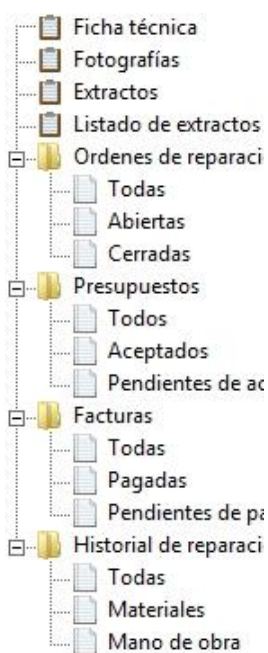 Ficha técnica
Fotografías
Extractos
Listado de extractos
Ordenes de reparaci
Todas
Abiertas
Cerradas
Presupuestos
Todos
Aceptados
Pendientes de ac
Facturas
Todas
Pagadas
Pendientes de pa
Historial de reparaci
Todas
Materiales
Mano de obra